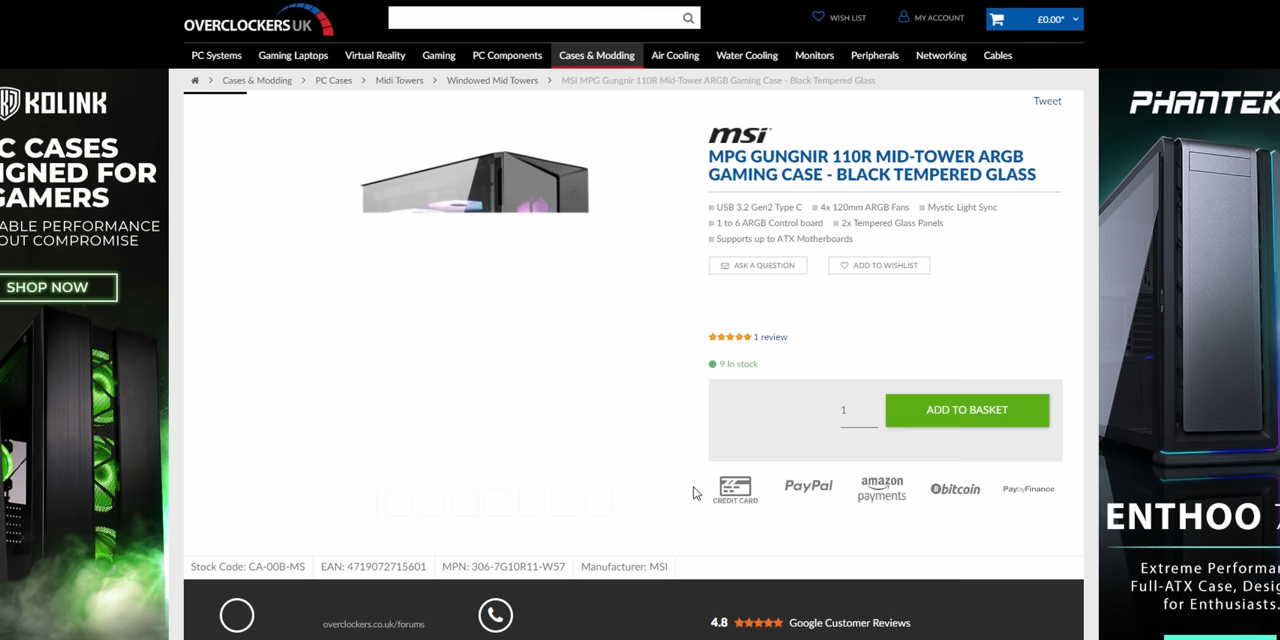 OVERCLOCKERS UK
WISH LIST
MY ACCOUNT
£0.00*
PC Systems
Gaming Laptops
Virtual Reality
Gaming
PC Components
Cases & Modding
Air Cooling
Water Cooling
Monitors
Peripherals
Networking
Cables
Cases & Modding > PC Cases > Midi Towers > Windowed Mid Towers > MSI MPG Gungnir 110R Mid-Tower ARGB Gaming Case - Black Tempered Glass
KOLINK
C CASES
IGNED FOR
GAMERS
ABLE PERFORMANCE
OUT COMPROMISE
SHOP NOW
Tweet
msi
MPG GUNGNIR 110R MID-TOWER ARGB
GAMING CASE - BLACK TEMPERED GLASS
USB 3.2 Gen2 Type C 4x 120mm ARGB Fans Mystic Light Sync
1 to 6 ARGB Control board 2x Tempered Glass Panels
Supports up to ATX Motherboards
ASK A QUESTION
ADD TO WISHLIST
1 review
9 In stock
1
ADD TO BASKET
CREDIT CARD
PayPal
amazon
payments
bitcoin
PayByFinance
Stock Code: CA-00B-MS
EAN: 4719072715601
MPN: 306-7G10R11-W57
Manufacturer: MSI
overclockers.co.uk/forums
4.8
Google Customer Reviews
PHANTEK
ENTHOO 7
Extreme Performa
Full-ATX Case, Desig
for Enthusiasts.